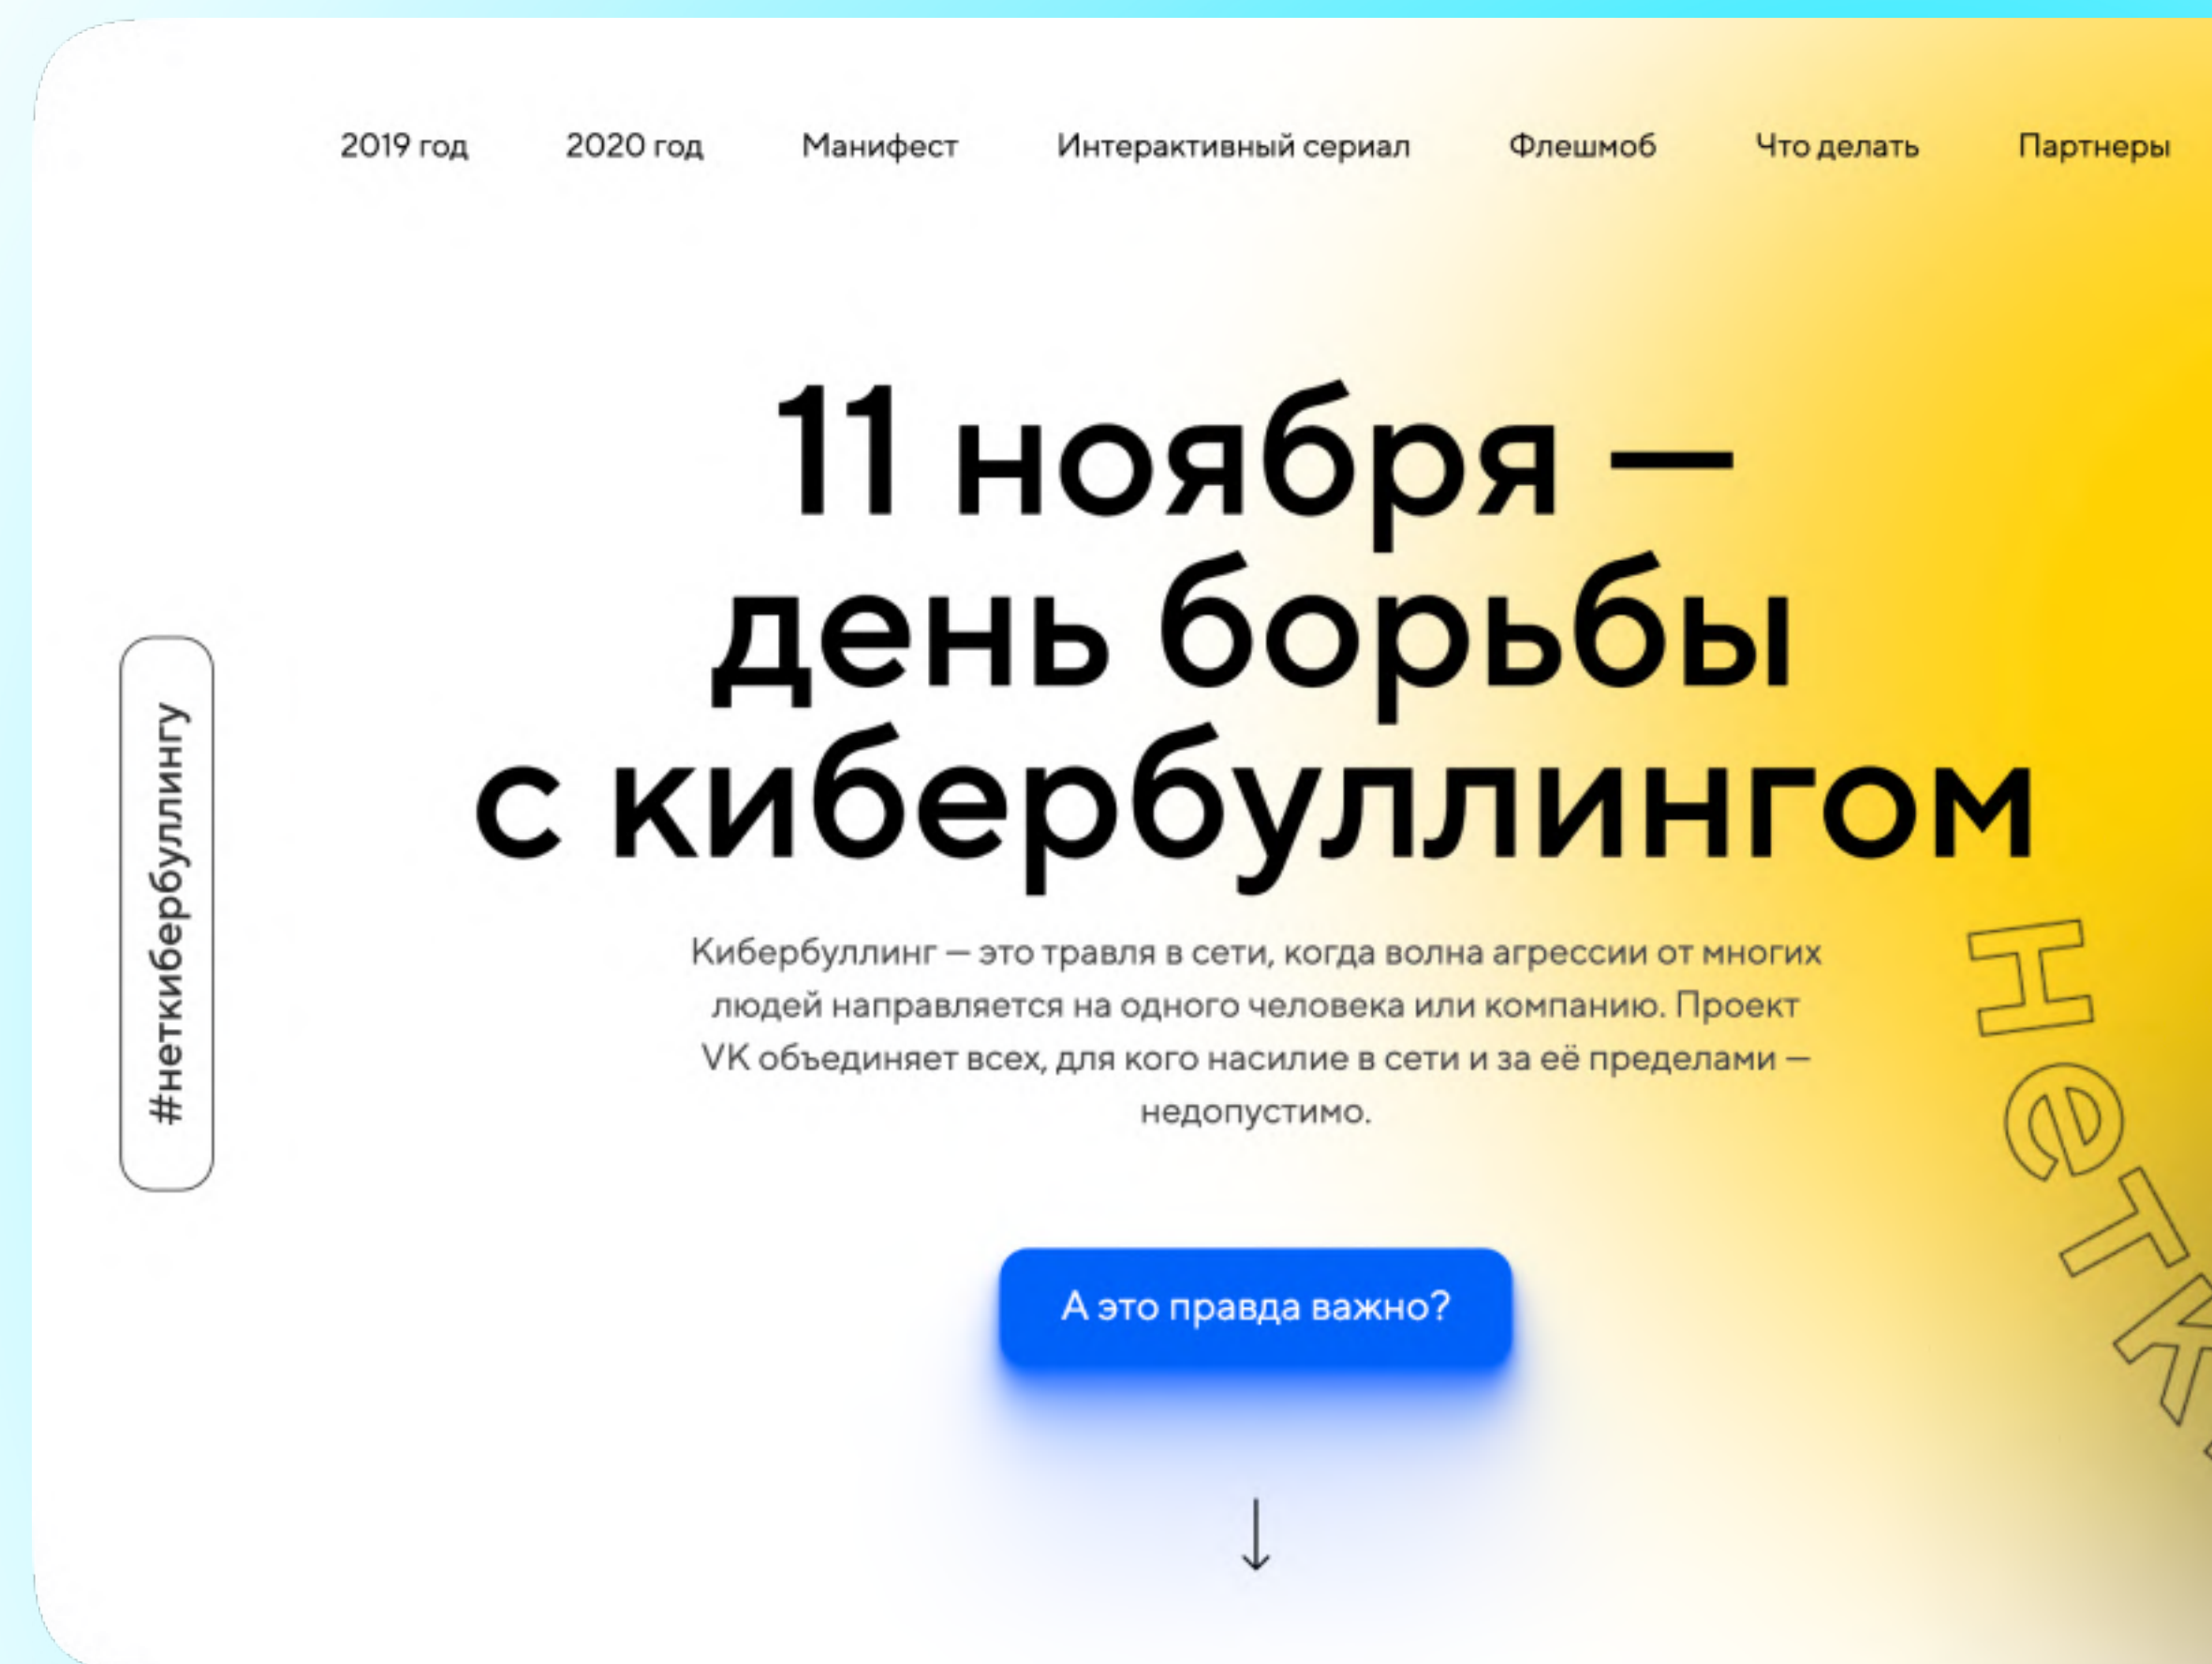 2019 год 2020 год Манифест Интерактивный сериал Флешмоб Что делать Партнеры
11 ноября —
день борьбы
с кибербуллингом
#неткибербуллингу
Кибербуллинг — это травля в сети, когда волна агрессии от многих
людей направляется на одного человека или компанию. Проект
VK объединяет всех, для кого насилие в сети и за её пределами —
недопустимо.
Нетк
А это правда важно?